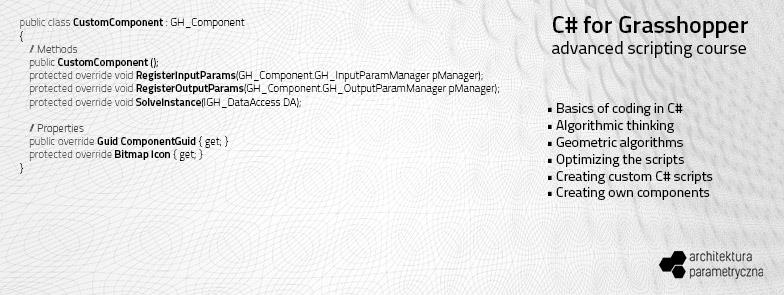 public class CustomComponent : GH_Component
{
// Methods
public CustomComponent ();
protected override void RegisterInputParams(GH_Component.GH_InputParamManager pManager);
protected override void RegisterOutputParams(GH_Component.GH_OutputParamManager pManager);
protected override void SolveInstance(IGH_DataAccess DA);
// Properties
public override Guid ComponentGuid { get; }
protected override Bitmap Icon { get; }
}
C# for Grasshopper
advanced scripting course
▪ Basics of coding in C#
▪ Algorithmic thinking
▪ Geometric algorithms
▪ Optimizing the scripts
▪ Creating custom C# scripts
▪ Creating own components
architektura
parametryczna